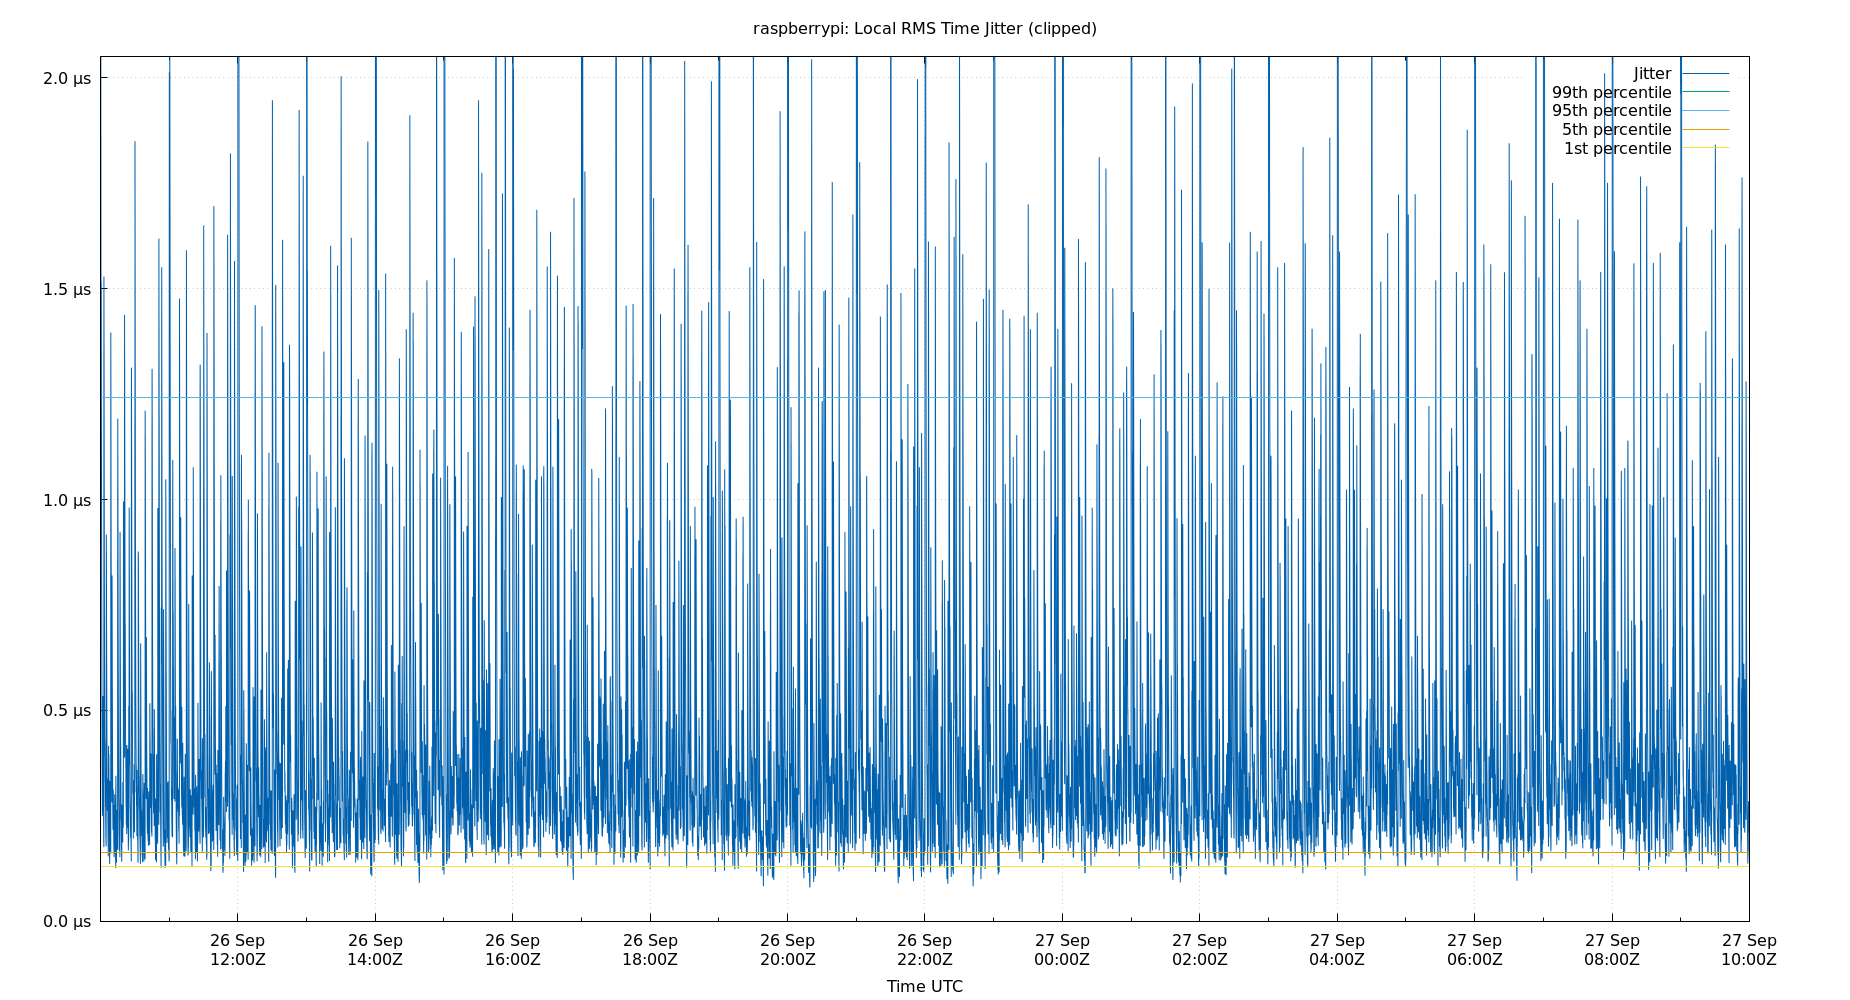 raspberrypi: Local RMS Time Jitter (clipped)
2.0 µs
1.5 µs
1.0 µs
0.5 µs
0.0 µs
Jitter
99th percentile
95th percentile
5th percentile
1st percentile
26 Sep
12:00Z
26 Sep
14:00Z
26 Sep
16:00Z
26 Sep
18:00Z
26 Sep
20:00Z
26 Sep
22:00Z
27 Sep
00:00Z
27 Sep
02:00Z
27 Sep
04:00Z
27 Sep
06:00Z
27 Sep
08:00Z
27 Sep
10:00Z
Time UTC